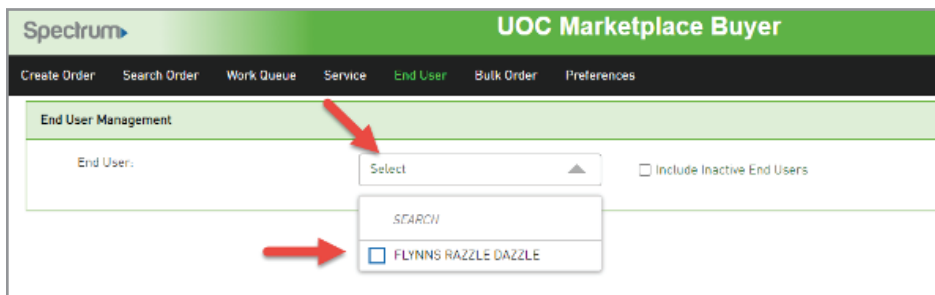 Spectrum
UOC Marketplace Buyer
Create Order Search Order Work Queue Service End User Bulk Order Preferences
End User Management
End User:
Select
Include Inactive End Users
SEARCH
FLYNNS RAZZLE DAZZLE